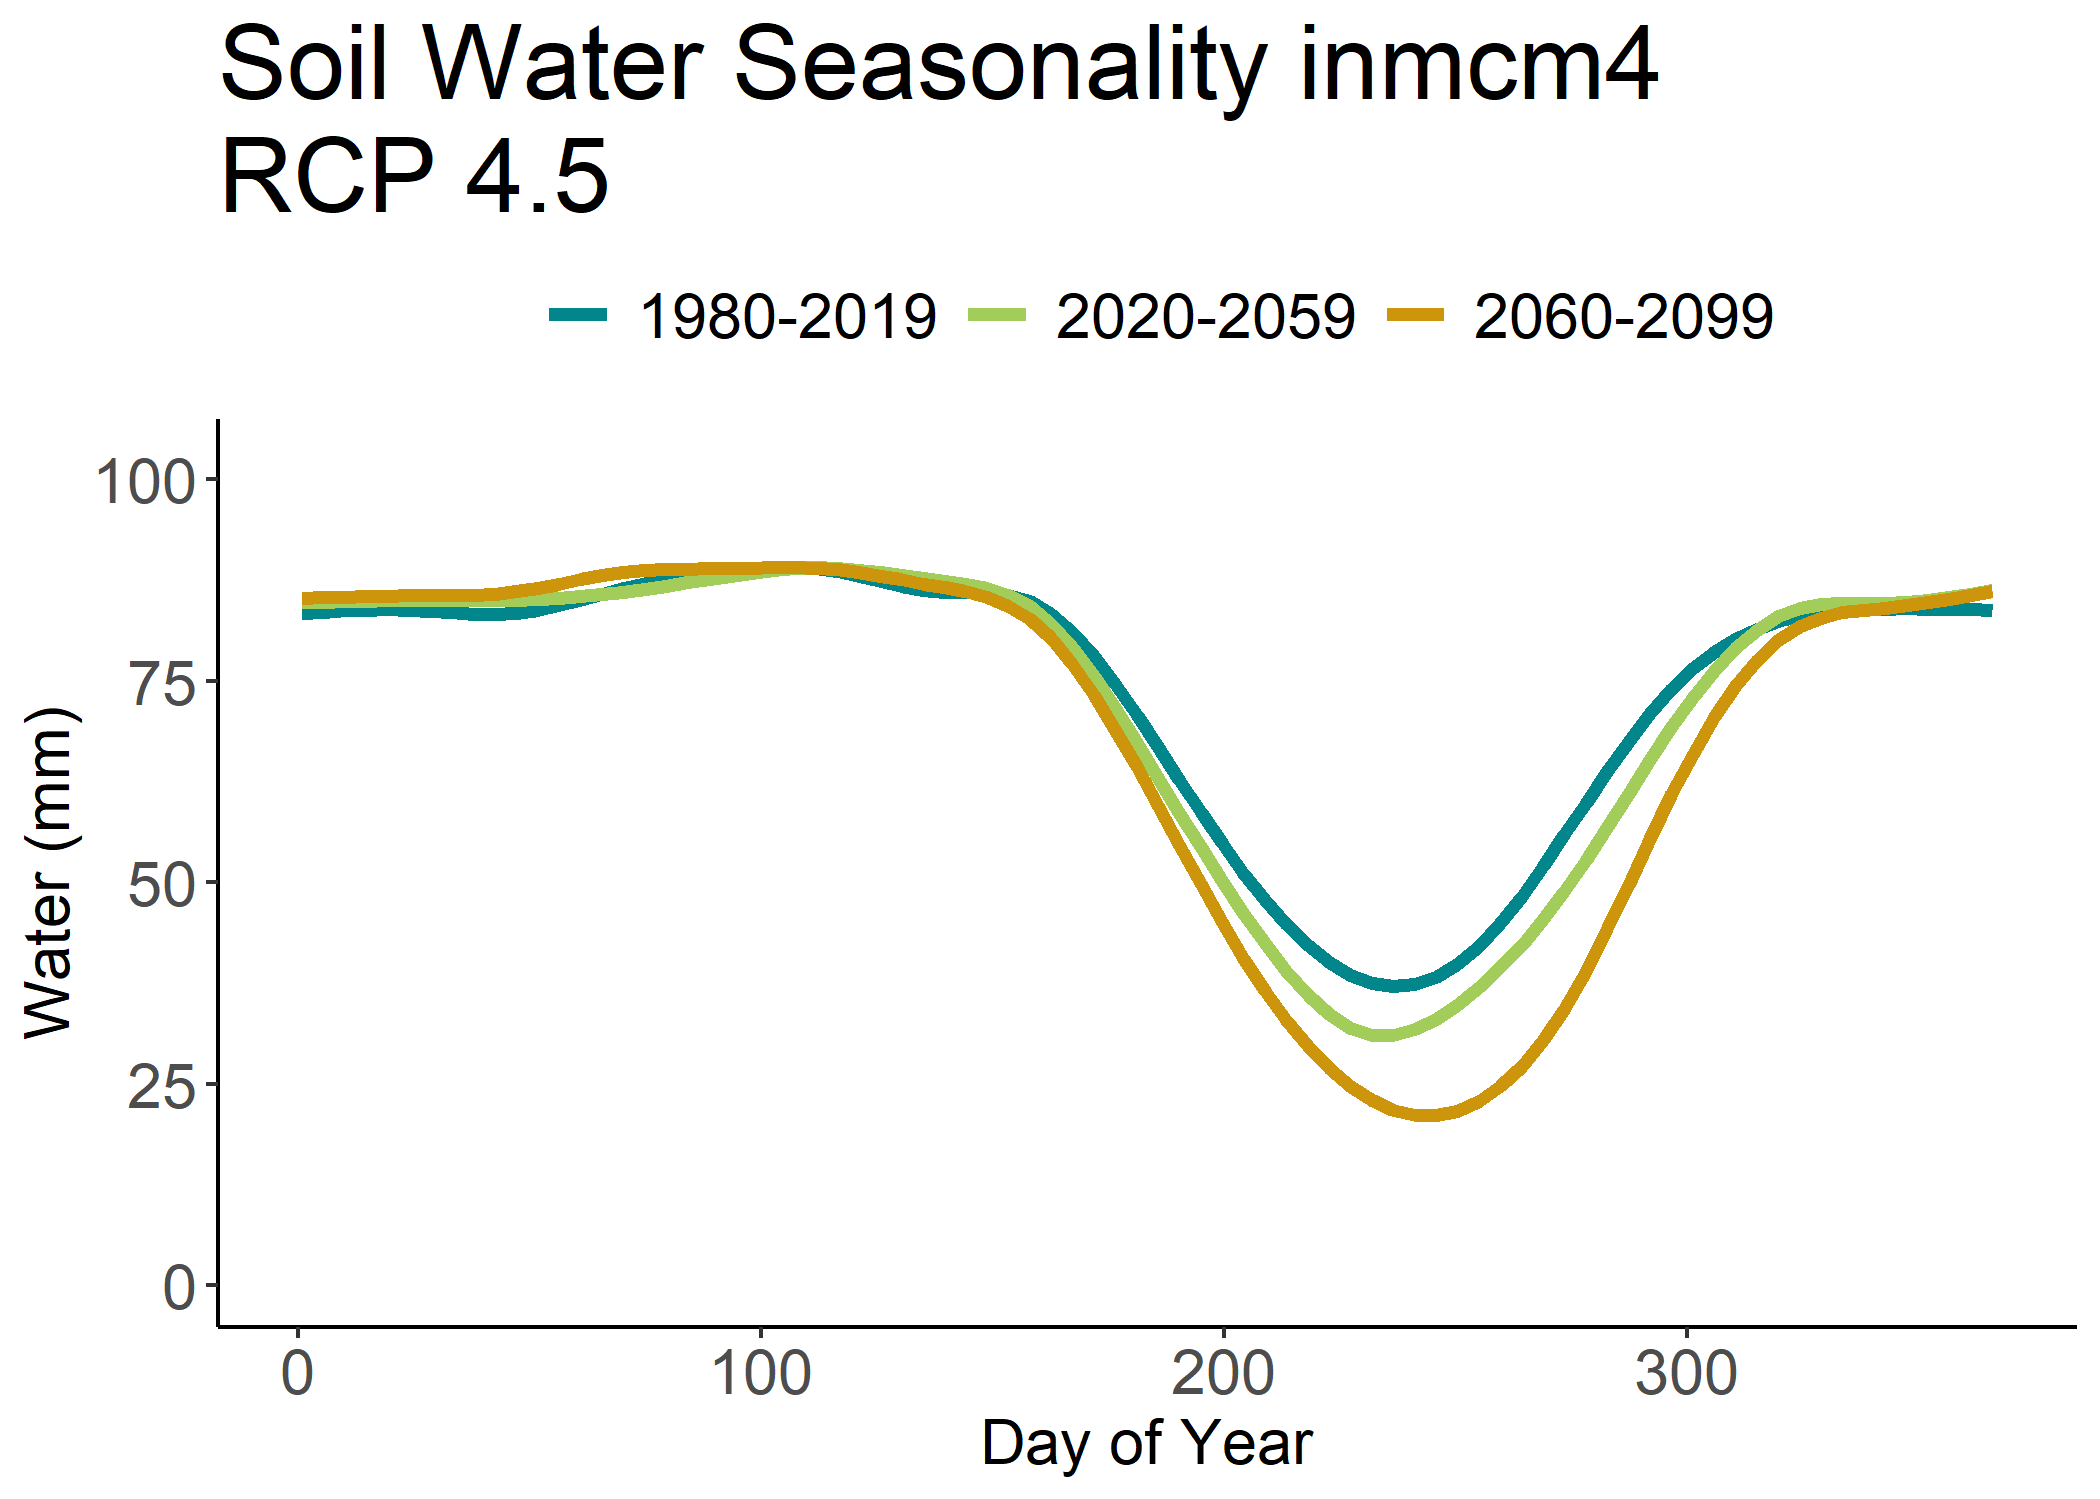 Soil Water Seasonality inmcm4
RCP 4.5
1980-2019 2020-2059 2060-2099
100
75
50
25
0
Water (mm)
0 100 200 300
Day of Year